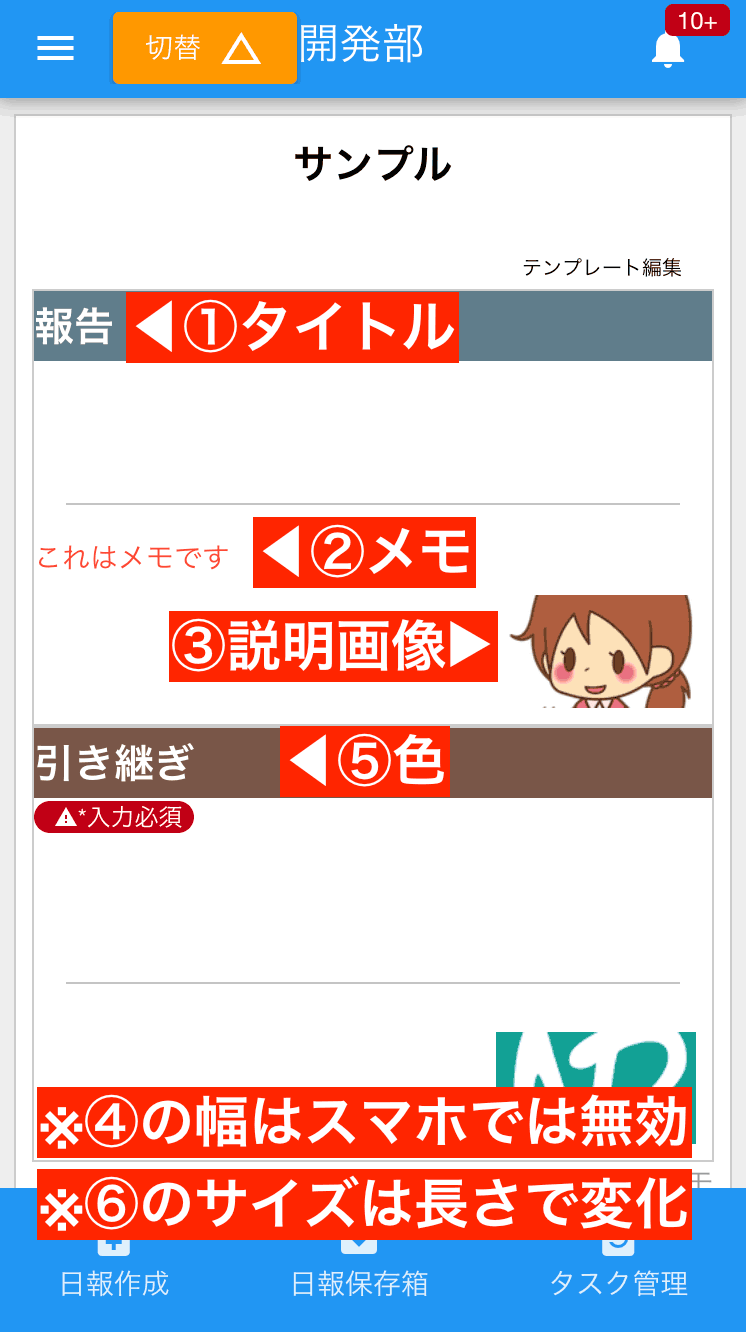 切替 △ 開発部
10+
サンプル
テンプレート編集
報告 ◀①タイトル
これはメモです ◀②メモ
③説明画像▶
引き継ぎ ◀⑤色
*入力必須
※④の幅はスマホでは無効
※⑥のサイズは長さで変化
日報作成 日報保存箱 タスク管理